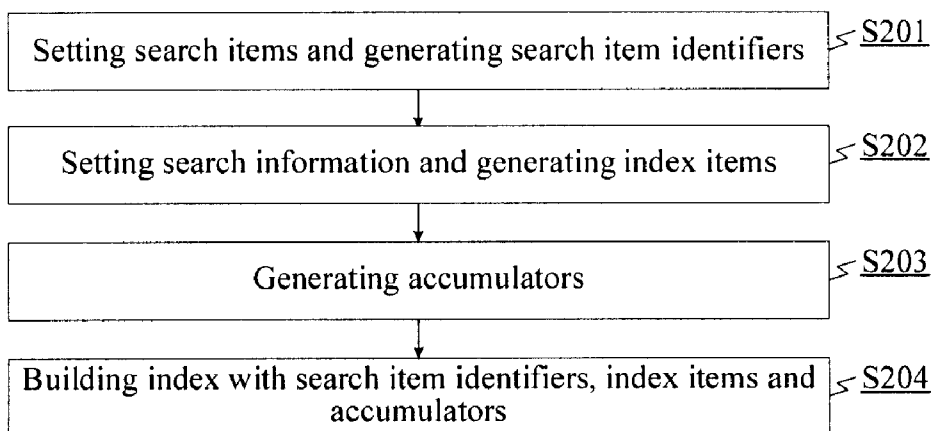 Setting search items and generating search item identifiers
S201
Setting search information and generating index items
S202
Generating accumulators
S203
Building index with search item identifiers, index items and
accumulators
S204